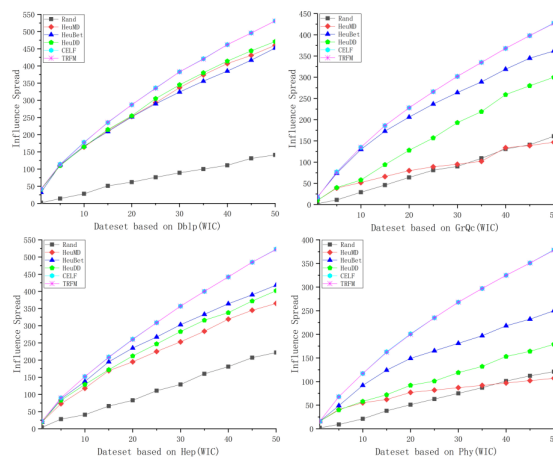 550
500
450
400
350
300
250
200
150
100
50
0
Influence Spread
Rand
HeuMD
HeuBet
HeuDD
CELF
TRFM
10 20 30 40 50
Dateset based on Dblp(WIC)
450
400
350
300
250
200
150
100
50
0
Influence Spread
Rand
HeuMD
HeuBet
HeuDD
CELF
TRFM
10 20 30 40 50
Dateset based on GrQc(WIC)
550
500
450
400
350
300
250
200
150
100
50
0
Influence Spread
Rand
HeuMD
HeuBet
HeuDD
CELF
TRFM
10 20 30 40 50
Dateset based on Hep(WIC)
400
350
300
250
200
150
100
50
0
Influence Spread
Rand
HeuMD
HeuBet
HeuDD
CELF
TRFM
10 20 30 40 50
Dateset based on Phy(WIC)